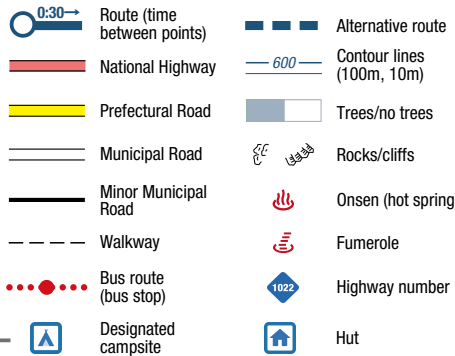 0:30→
Route (time
between points)
National Highway
Prefectural Road
Municipal Road
Minor Municipal
Road
Walkway
Bus route
(bus stop)
Designated
campsite
Alternative route
600
Contour lines
(100m, 10m)
Trees/no trees
Rocks/cliffs
Onsen (hot spring
Fumerole
1022
Highway number
Hut